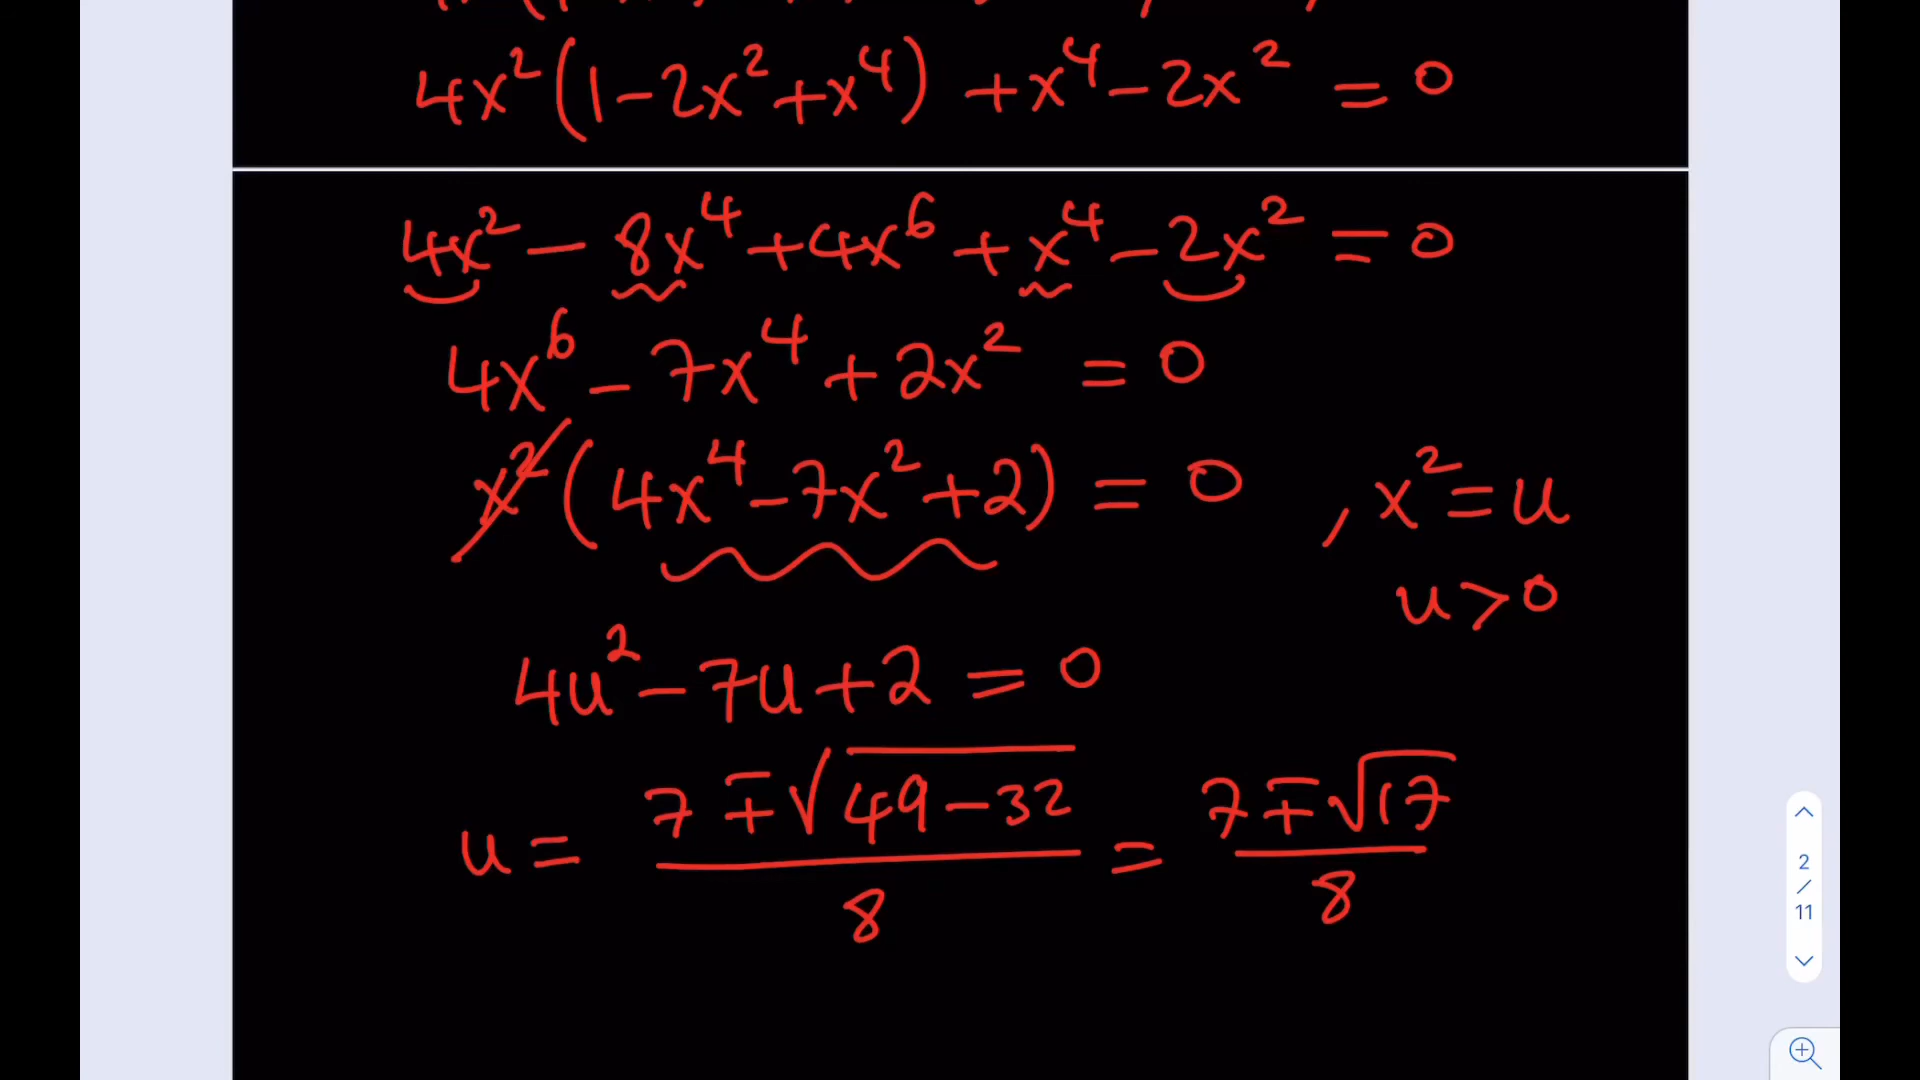 4x²(1-2x²+x⁴) +x⁴-2x² =0
4x² - 8x⁴ +4x⁶ + x⁴ - 2x² =0
4x⁶ - 7x⁴ + 2x² = 0
x² (4x⁴ - 7x² + 2) = 0 , x² = u
u > 0
4u² - 7u + 2 = 0
u = (7 ∓ √(49-32))/8 = (7 ∓ √17)/8
2
/
11